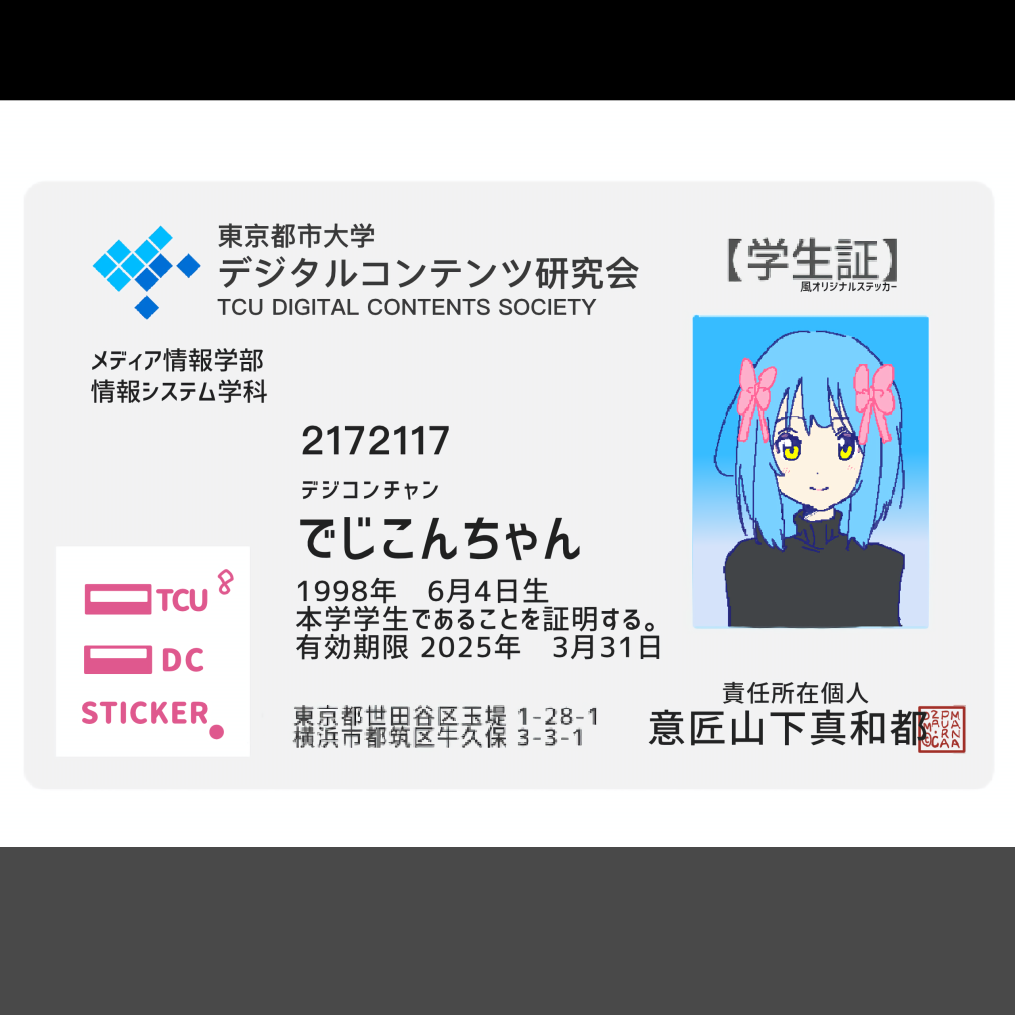 東京都市大学
デジタルコンテンツ研究会
TCU DIGITAL CONTENTS SOCIETY
【学生証】
風オリジナルステッカー
メディア情報学部
情報システム学科
2172117
デジコンチャン
でじこんちゃん
1998年　6月4日生
本学学生であることを証明する。
有効期限 2025年　3月31日
TCU
DC
STICKER
東京都世田谷区玉堤 1-28-1
横浜市都筑区牛久保 3-3-1
責任所在個人
意匠山下真和都